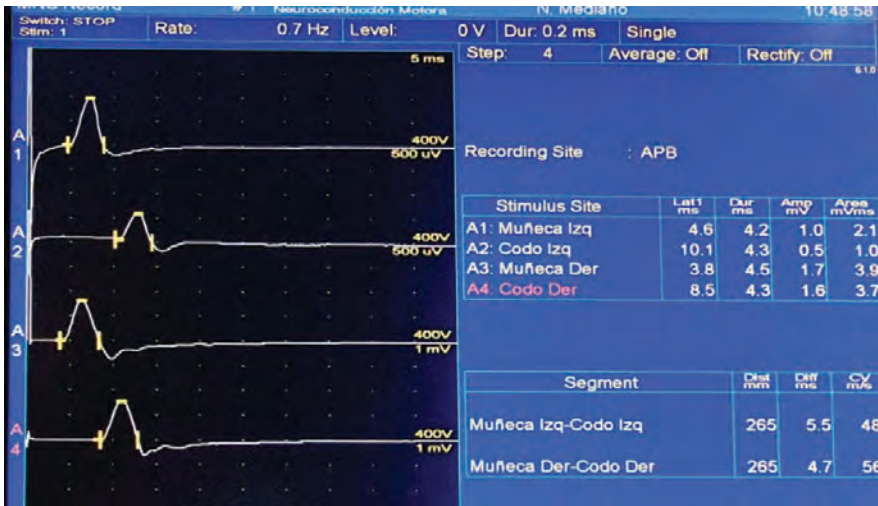 # 1 Neuroconducción Motora N. Mediano 10:48:58
Switch: STOP
Stim: 1
Rate: 0.7 Hz Level: 0 V Dur: 0.2 ms Single
Step: 4 Average: Off Rectify: Off
5 ms
6.1.0
A
1
400V
500 uV
Recording Site : APB
A
2
400V
500 uV
A
3
400V
1 mV
A
4
400V
1 mV
Stimulus Site Lat1 ms Dur ms Amp mV Area mVms
A1: Muñeca Izq 4.6 4.2 1.0 2.1
A2: Codo Izq 10.1 4.3 0.5 1.0
A3: Muñeca Der 3.8 4.5 1.7 3.9
A4: Codo Der 8.5 4.3 1.6 3.7
Segment Dist mm Diff ms CV m/s
Muñeca Izq-Codo Izq 265 5.5 48
Muñeca Der-Codo Der 265 4.7 56